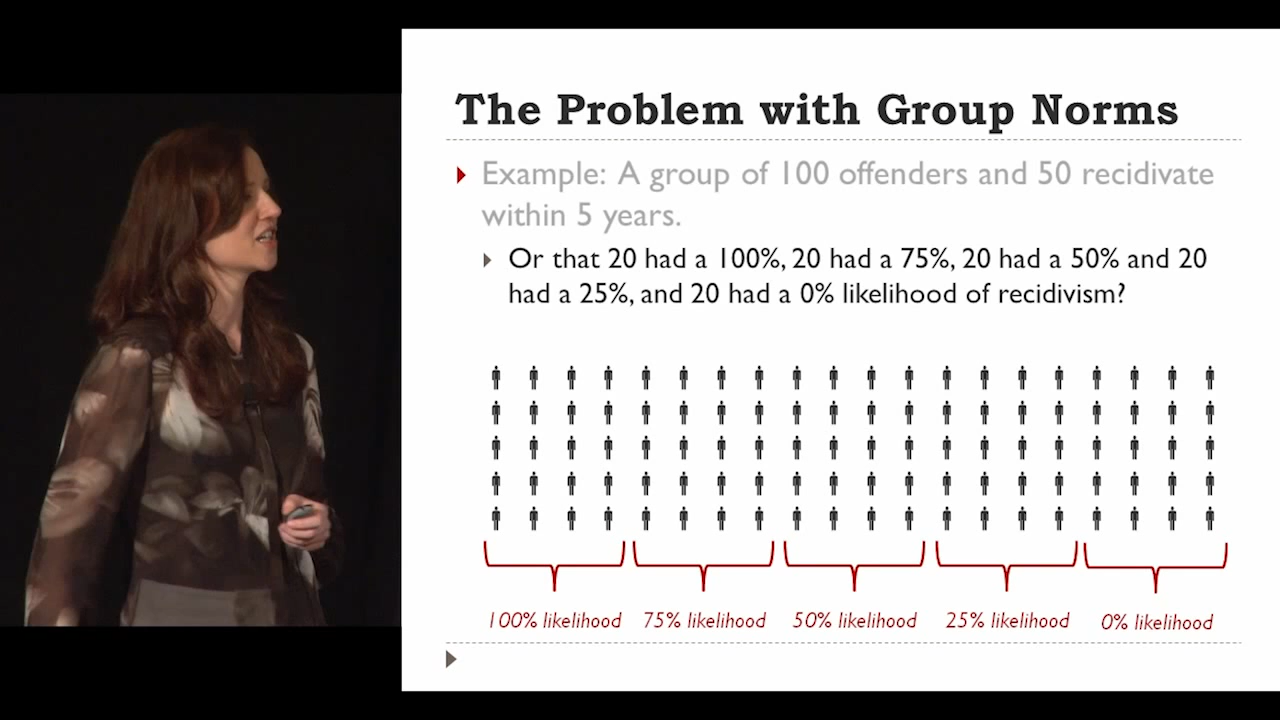 The Problem with Group Norms
Example: A group of 100 offenders and 50 recidivate
within 5 years.
Or that 20 had a 100%, 20 had a 75%, 20 had a 50% and 20
had a 25%, and 20 had a 0% likelihood of recidivism?
100% likelihood 75% likelihood 50% likelihood 25% likelihood 0% likelihood